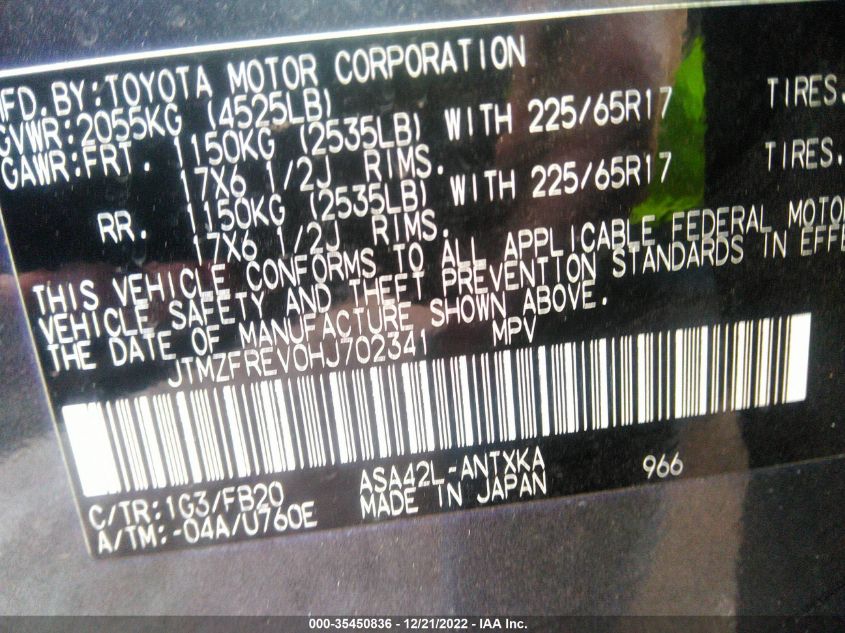 MFD.BY:TOYOTA MOTOR CORPORATION
GVWR:2055KG (4525LB)
GAWR:FRT. 1150KG (2535LB) WITH 225/65R17 TIRES.
17X6 1/2J RIMS.
RR. 1150KG (2535LB) WITH 225/65R17 TIRES.
17X6 1/2J RIMS.
THIS VEHICLE CONFORMS TO ALL APPLICABLE FEDERAL MOTO
VEHICLE SAFETY AND THEFT PREVENTION STANDARDS IN EFFE
THE DATE OF MANUFACTURE SHOWN ABOVE.
JTMZFREV0HJ702341 MPV
ASA42L-ANTXKA 966
C/TR:1G3/FB20 MADE IN JAPAN
A/TM:-04A/U760E
000-35450836 - 12/21/2022 - IAA Inc.